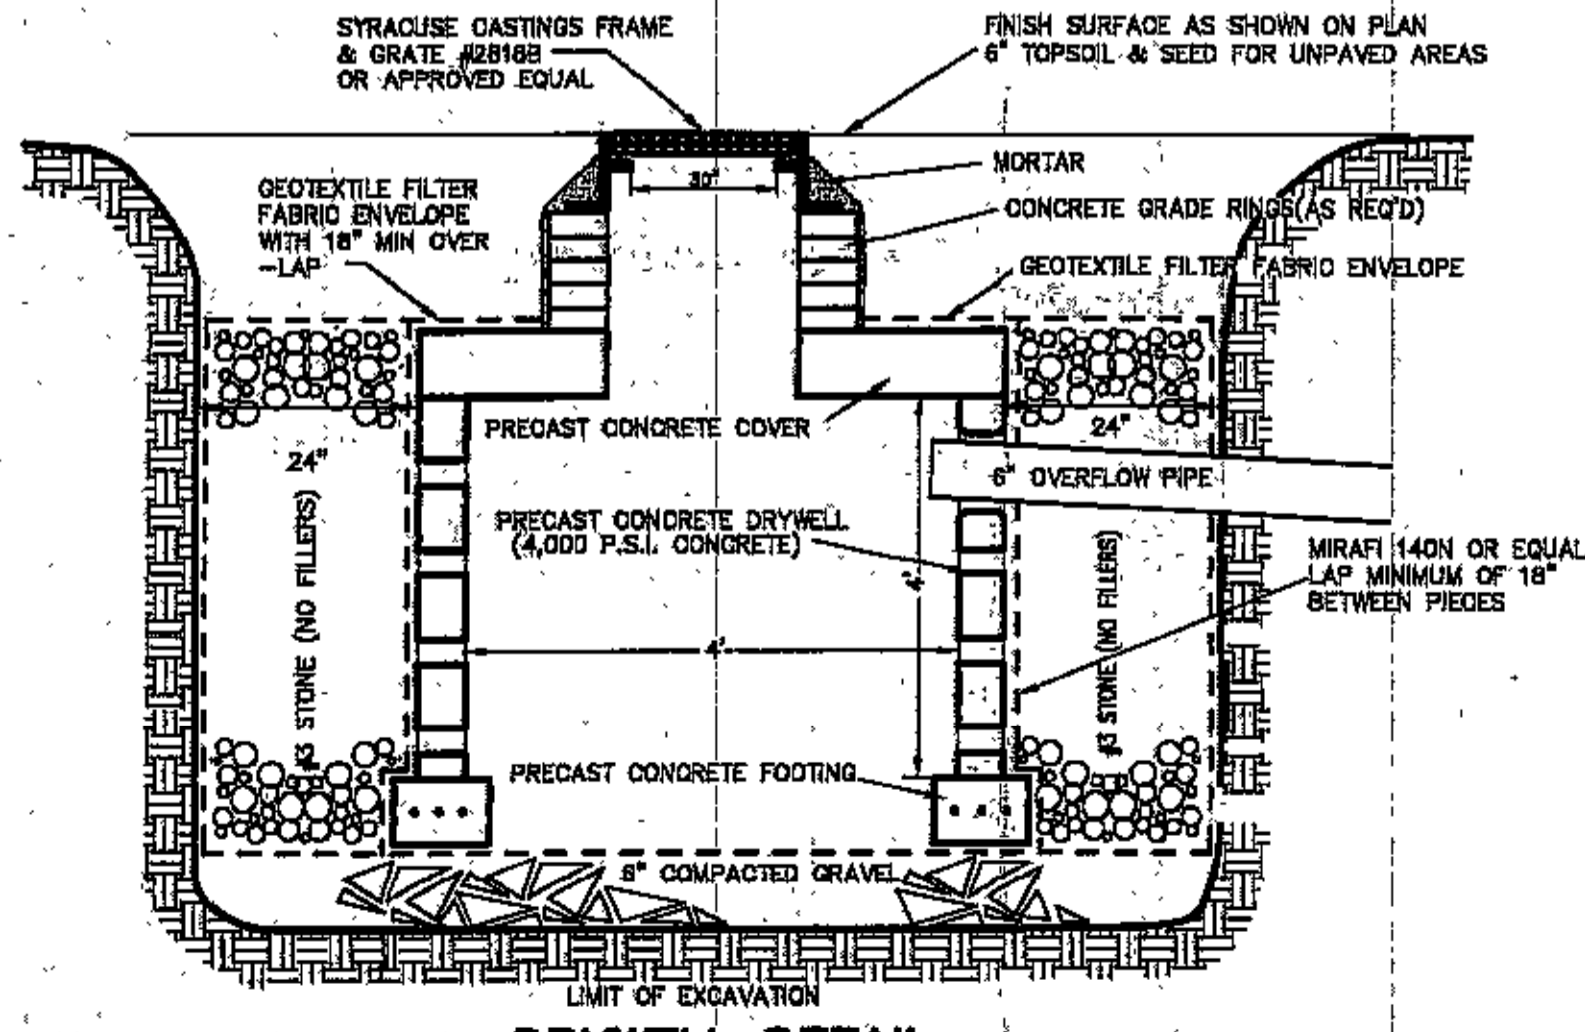 SYRACUSE CASTINGS FRAME
& GRATE #2816B
OR APPROVED EQUAL
FINISH SURFACE AS SHOWN ON PLAN
6" TOPSOIL & SEED FOR UNPAVED AREAS
MORTAR
30"
GEOTEXTILE FILTER
FABRIC ENVELOPE
WITH 18" MIN OVER
-LAP
CONCRETE GRADE RINGS(AS REQ'D)
GEOTEXTILE FILTER FABRIC ENVELOPE
PRECAST CONCRETE COVER
24"
24"
6" OVERFLOW PIPE
PRECAST CONCRETE DRYWELL
(4,000 P.S.I. CONCRETE)
#3 STONE (NO FILLERS)
#3 STONE (NO FILLERS)
MIRAFI 140N OR EQUAL
LAP MINIMUM OF 18"
BETWEEN PIECES
4'
4'
PRECAST CONCRETE FOOTING
6" COMPACTED GRAVEL
LIMIT OF EXCAVATION